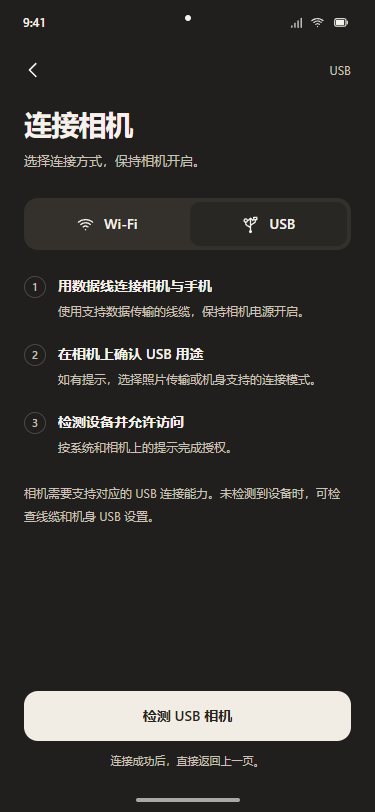 9:41
USB
连接相机
选择连接方式，保持相机开启。
Wi-Fi
USB
1 用数据线连接相机与手机
使用支持数据传输的线缆，保持相机电源开启。
2 在相机上确认 USB 用途
如有提示，选择照片传输或机身支持的连接模式。
3 检测设备并允许访问
按系统和相机上的提示完成授权。
相机需要支持对应的 USB 连接能力。未检测到设备时，可检
查线缆和机身 USB 设置。
检测 USB 相机
连接成功后，直接返回上一页。